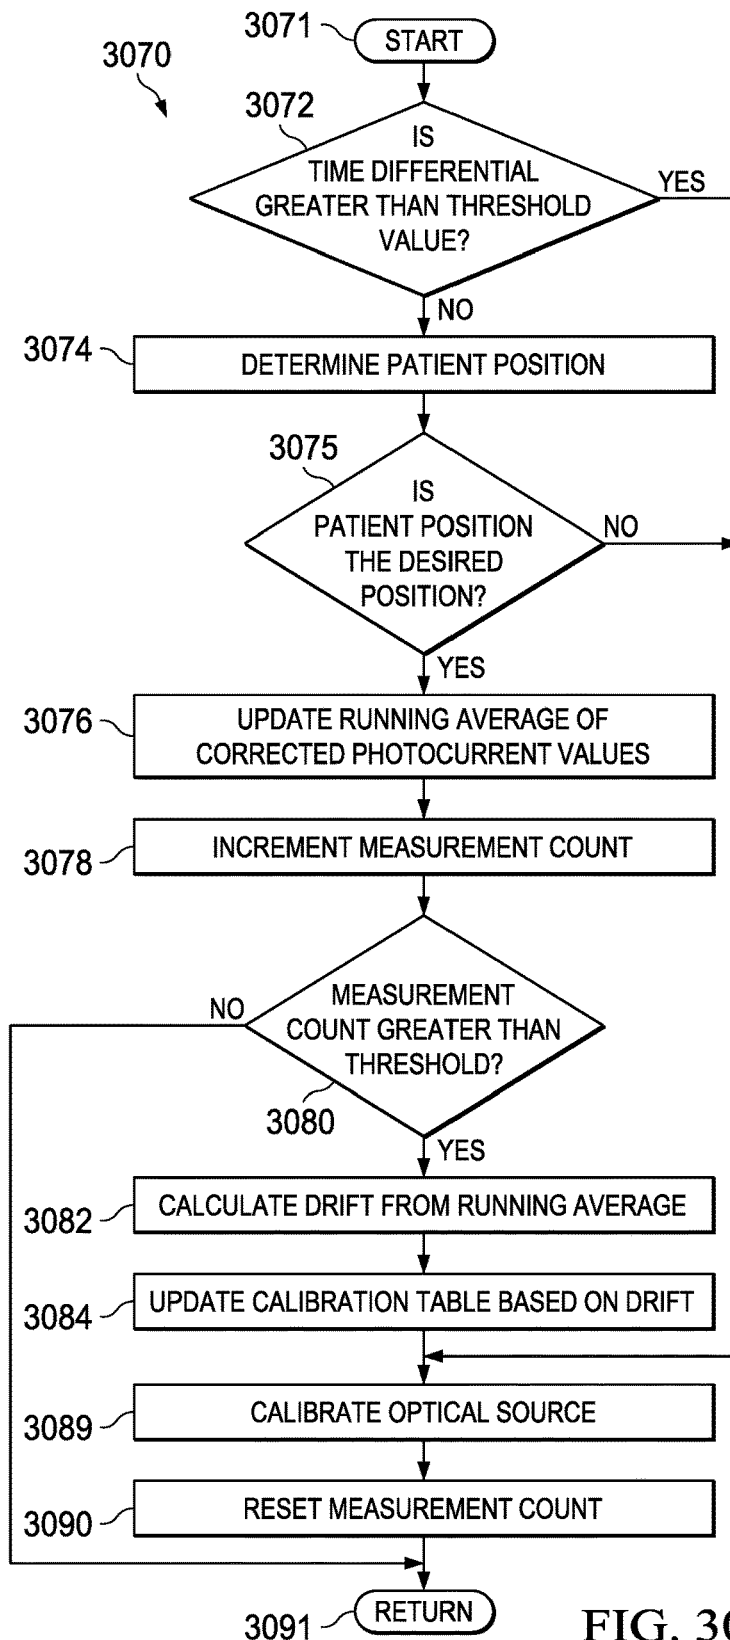 3071
START
3070
3072
IS
TIME DIFFERENTIAL
GREATER THAN THRESHOLD
VALUE?
YES
NO
3074
DETERMINE PATIENT POSITION
3075
IS
PATIENT POSITION
THE DESIRED
POSITION?
NO
YES
3076
UPDATE RUNNING AVERAGE OF
CORRECTED PHOTOCURRENT VALUES
3078
INCREMENT MEASUREMENT COUNT
NO
MEASUREMENT
COUNT GREATER THAN
THRESHOLD?
3080
YES
3082
CALCULATE DRIFT FROM RUNNING AVERAGE
3084
UPDATE CALIBRATION TABLE BASED ON DRIFT
3089
CALIBRATE OPTICAL SOURCE
3090
RESET MEASUREMENT COUNT
3091
RETURN
FIG. 30